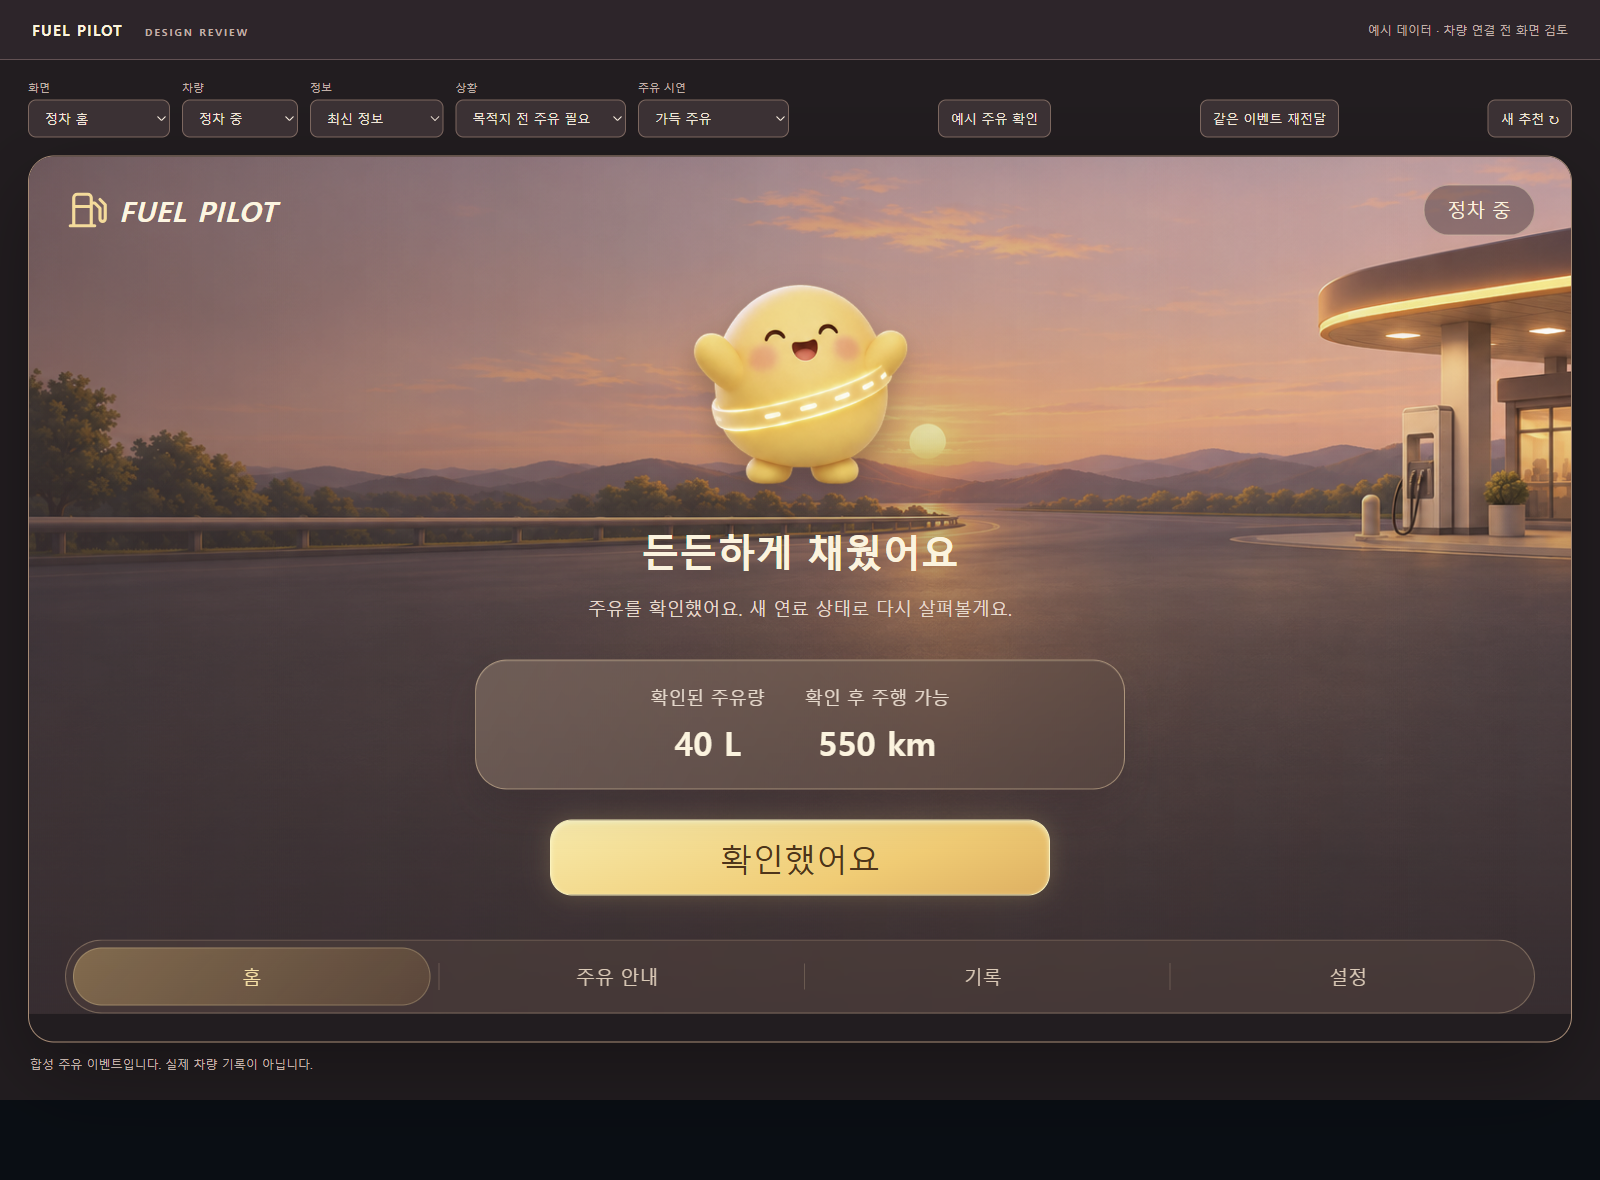 FUEL PILOT DESIGN REVIEW 예시 데이터 · 차량 연결 전 화면 검토
화면 차량 정보 상황 주유 시연
정차 홈 정차 중 최신 정보 목적지 전 주유 필요 가득 주유 예시 주유 확인 같은 이벤트 재전달 새 추천 ↻
FUEL PILOT 정차 중
든든하게 채웠어요
주유를 확인했어요. 새 연료 상태로 다시 살펴볼게요.
확인된 주유량 확인 후 주행 가능
40 L 550 km
확인했어요
홈 주유 안내 기록 설정
합성 주유 이벤트입니다. 실제 차량 기록이 아닙니다.